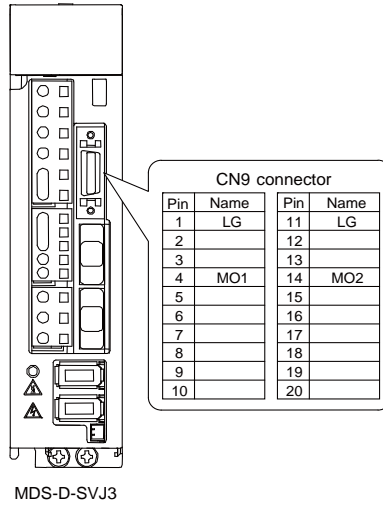 CN9 connector
Pin Name Pin Name
1 LG 11 LG
2 12
3 13
4 MO1 14 MO2
5 15
6 16
7 17
8 18
9 19
10 20
MDS-D-SVJ3